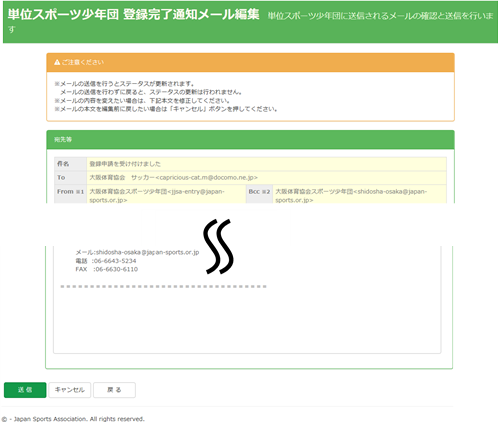 単位スポーツ少年団 登録完了通知メール編集 単位スポーツ少年団に送信されるメールの確認と送信を行いま
す
ご注意ください
※メールの送信を行うとステータスが更新されます。
メールの送信を行わずに戻ると、ステータスの更新は行われません。
※メールの内容を変えたい場合は、下記本文を修正してください。
※メールの本文を編集前に戻したい場合は「キャンセル」ボタンを押してください。
宛先等
件名 登録申請を受け付けました
To 大阪体育協会 サッカー<capricious-cat.m@docomo.ne.jp>
From ※1 大阪体育協会スポーツ少年団<jjsa-entry@japan- Bcc ※2 大阪体育協会スポーツ少年団<shidosha-osaka@japan-
sports.or.jp> sports.or.jp>
メール:shidosha-osaka@japan-sports.or.jp
電話 :06-6643-5234
FAX :06-6630-6110
＝＝＝＝＝＝＝＝＝＝＝＝＝＝＝＝＝＝＝＝＝＝＝＝＝＝＝＝＝＝＝＝＝＝
送 信 キャンセル 戻 る
© - Japan Sports Association. All rights reserved.